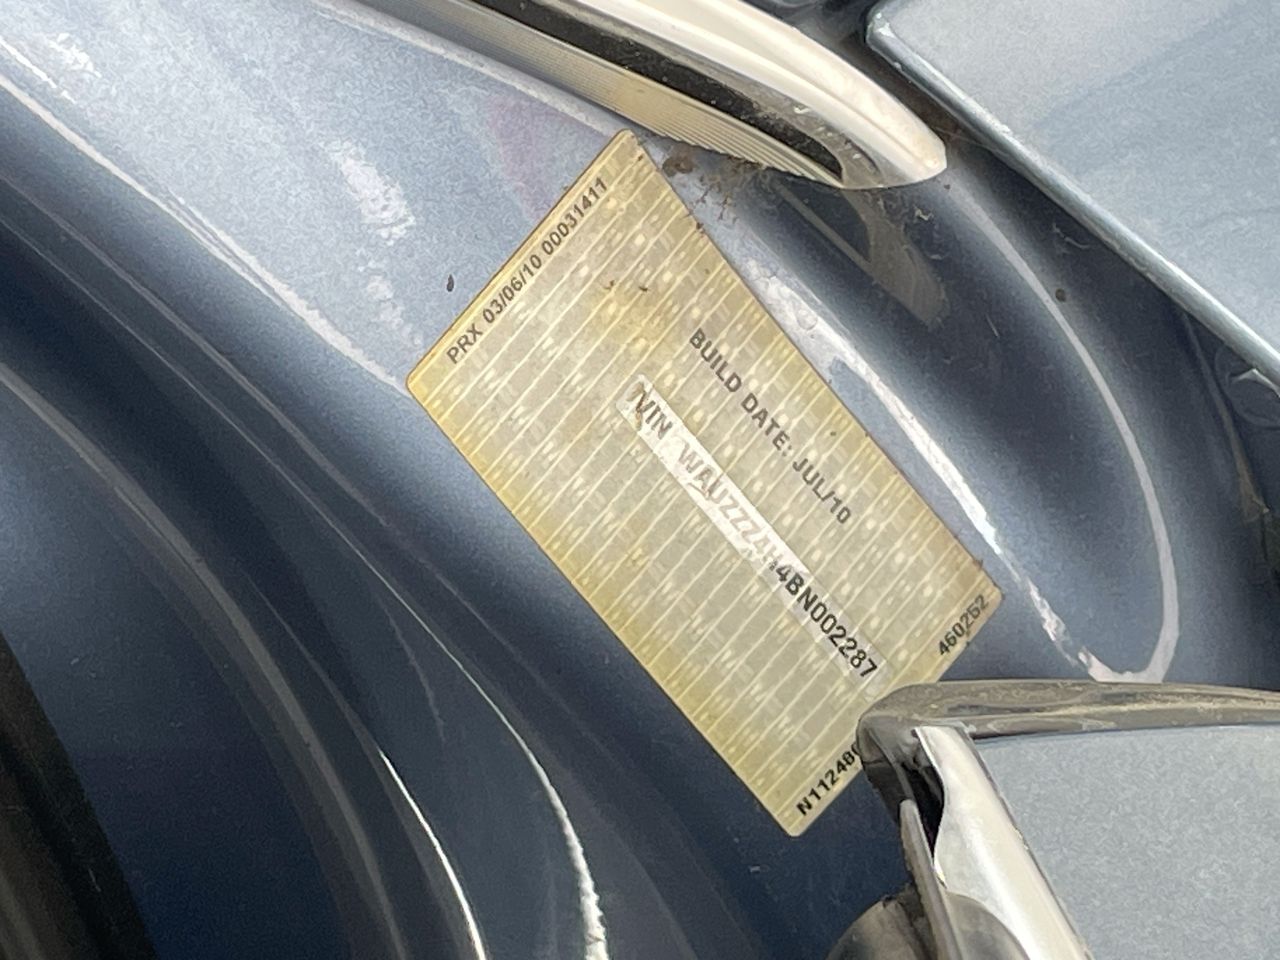 PRX 03/06/10 00031411
BUILD DATE: JUL/10
VIN WAUZZZ4H4BN002287
460252